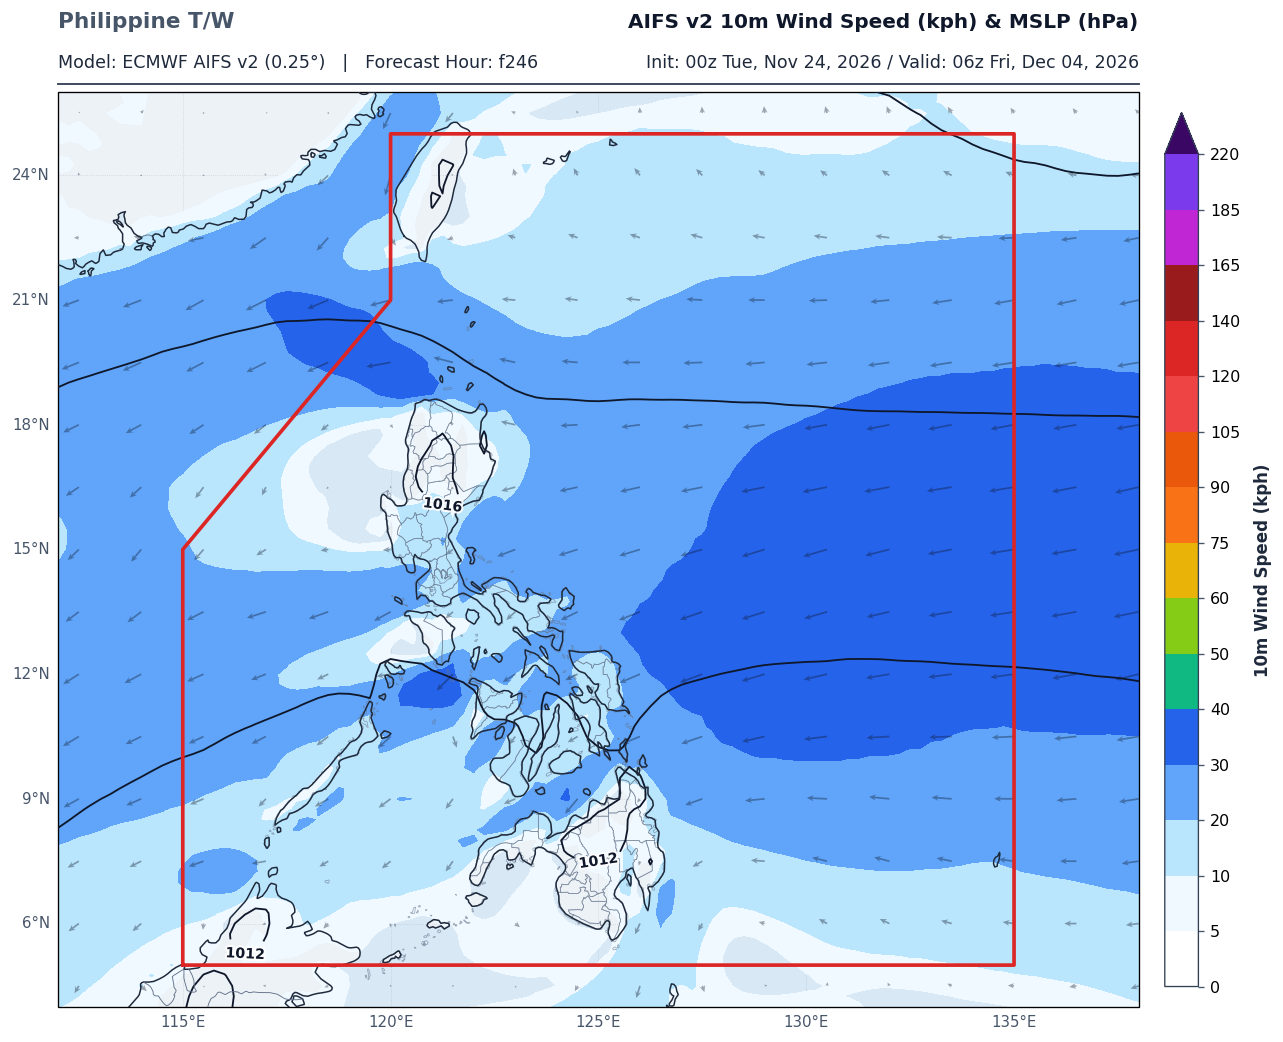 Philippine T/W
AIFS v2 10m Wind Speed (kph) & MSLP (hPa)
Model: ECMWF AIFS v2 (0.25°) | Forecast Hour: f246
Init: 00z Tue, Nov 24, 2026 / Valid: 06z Fri, Dec 04, 2026
24°N
21°N
18°N
15°N
12°N
9°N
6°N
1016
1012
1012
115°E
120°E
125°E
130°E
135°E
220
185
165
140
120
105
90
75
60
50
40
30
20
10
5
0
10m Wind Speed (kph)